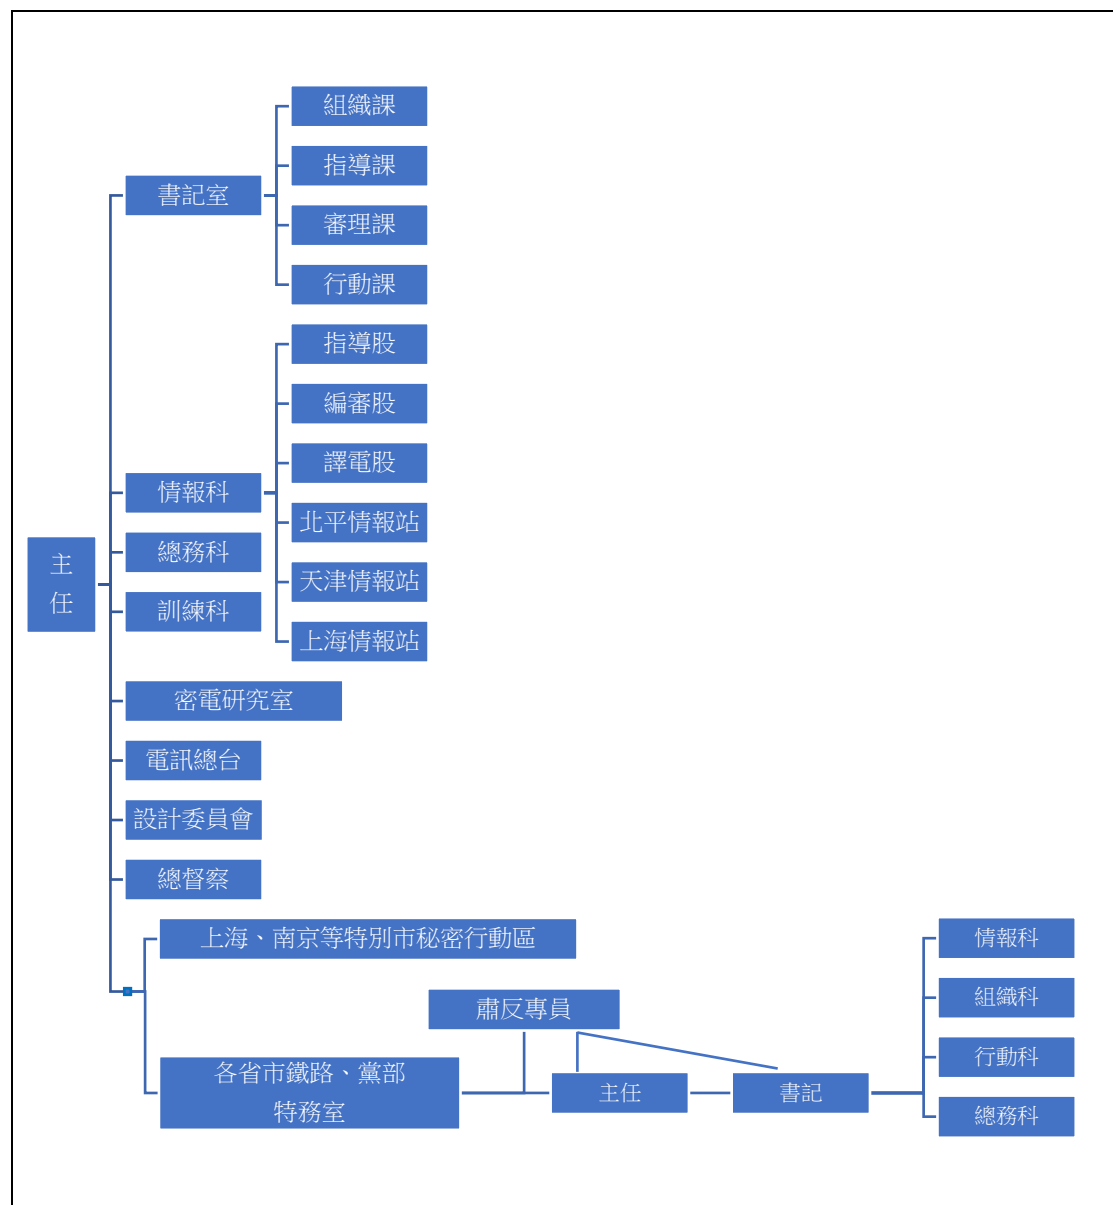 組織課
指導課
書記室
審理課
行動課
指導股
編審股
譯電股
情報科
北平情報站
主
任
總務科
天津情報站
訓練科
上海情報站
密電研究室
電訊總台
設計委員會
總督察
上海、南京等特別市秘密行動區
情報科
組織科
肅反專員
各省市鐵路、黨部
特務室
主任
書記
行動科
總務科